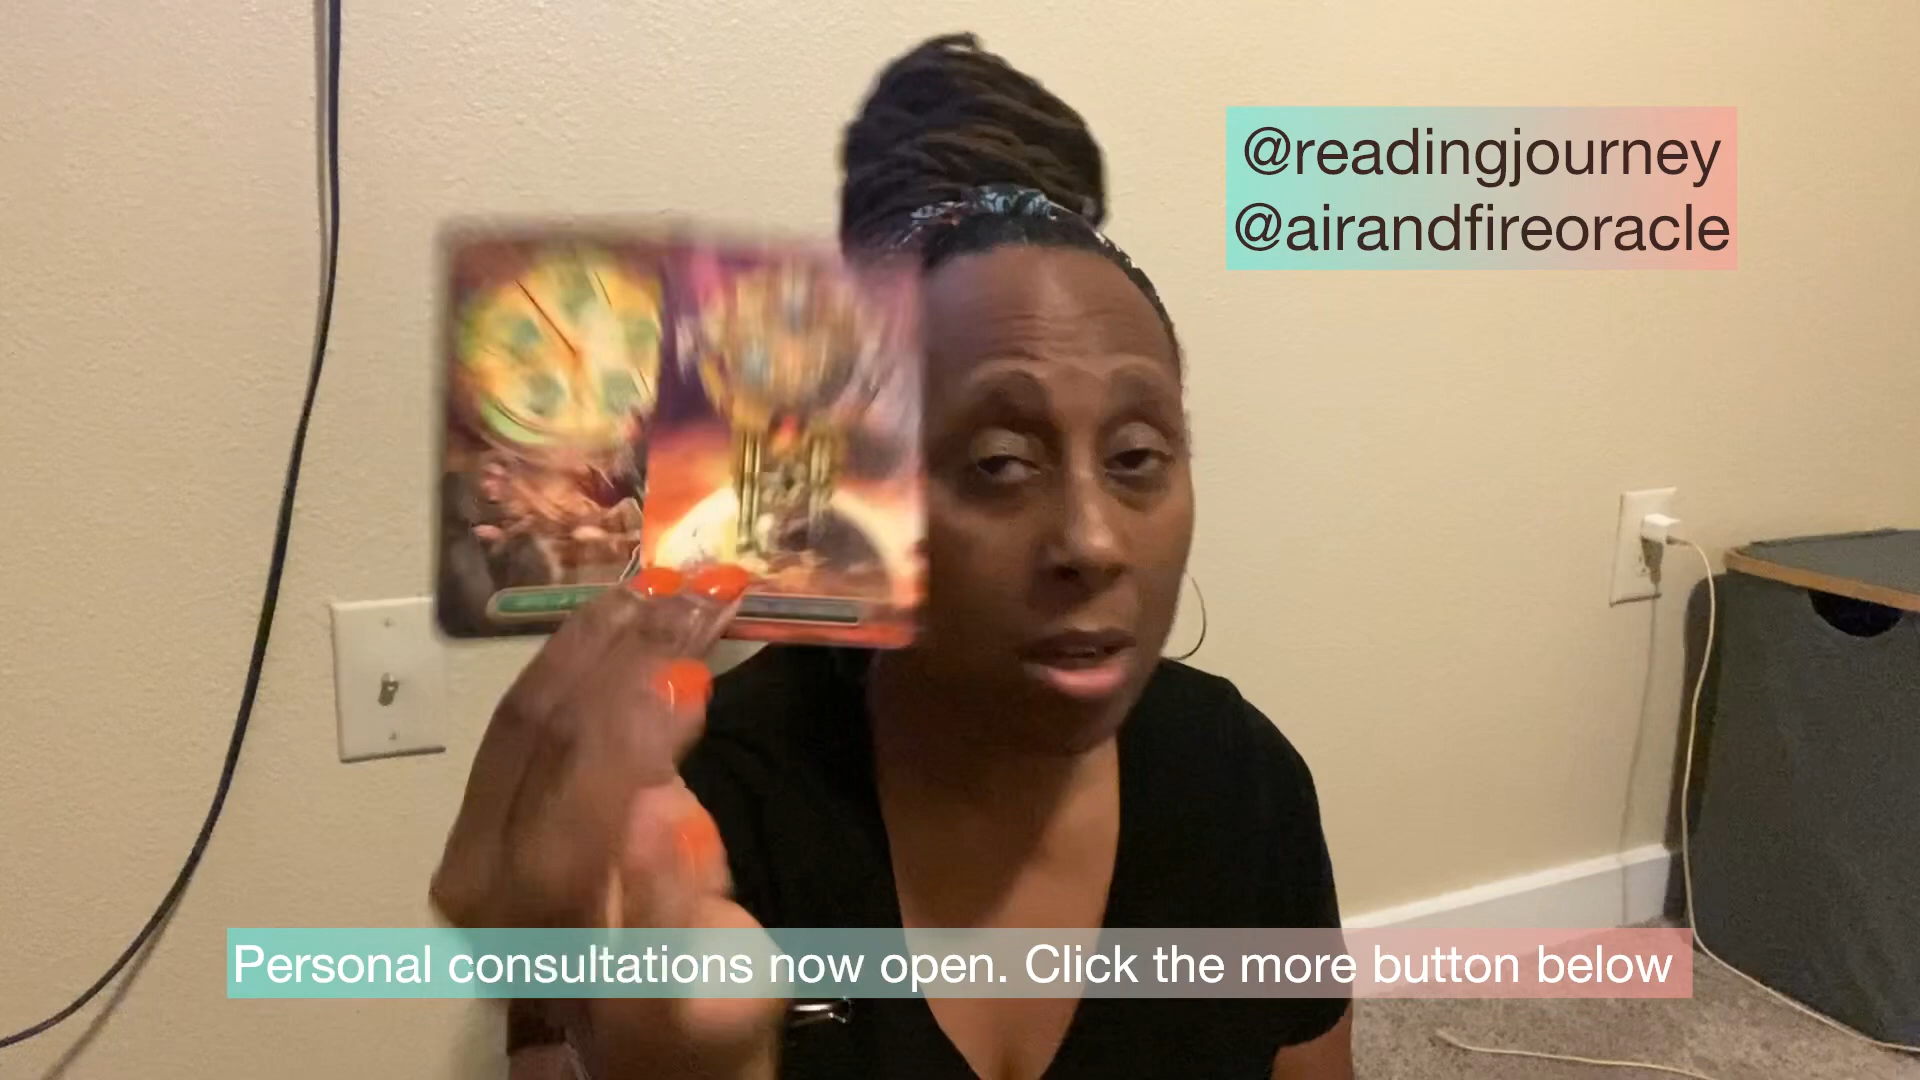 @readingjourney
@airandfireoracle
Personal consultations now open. Click the more button below